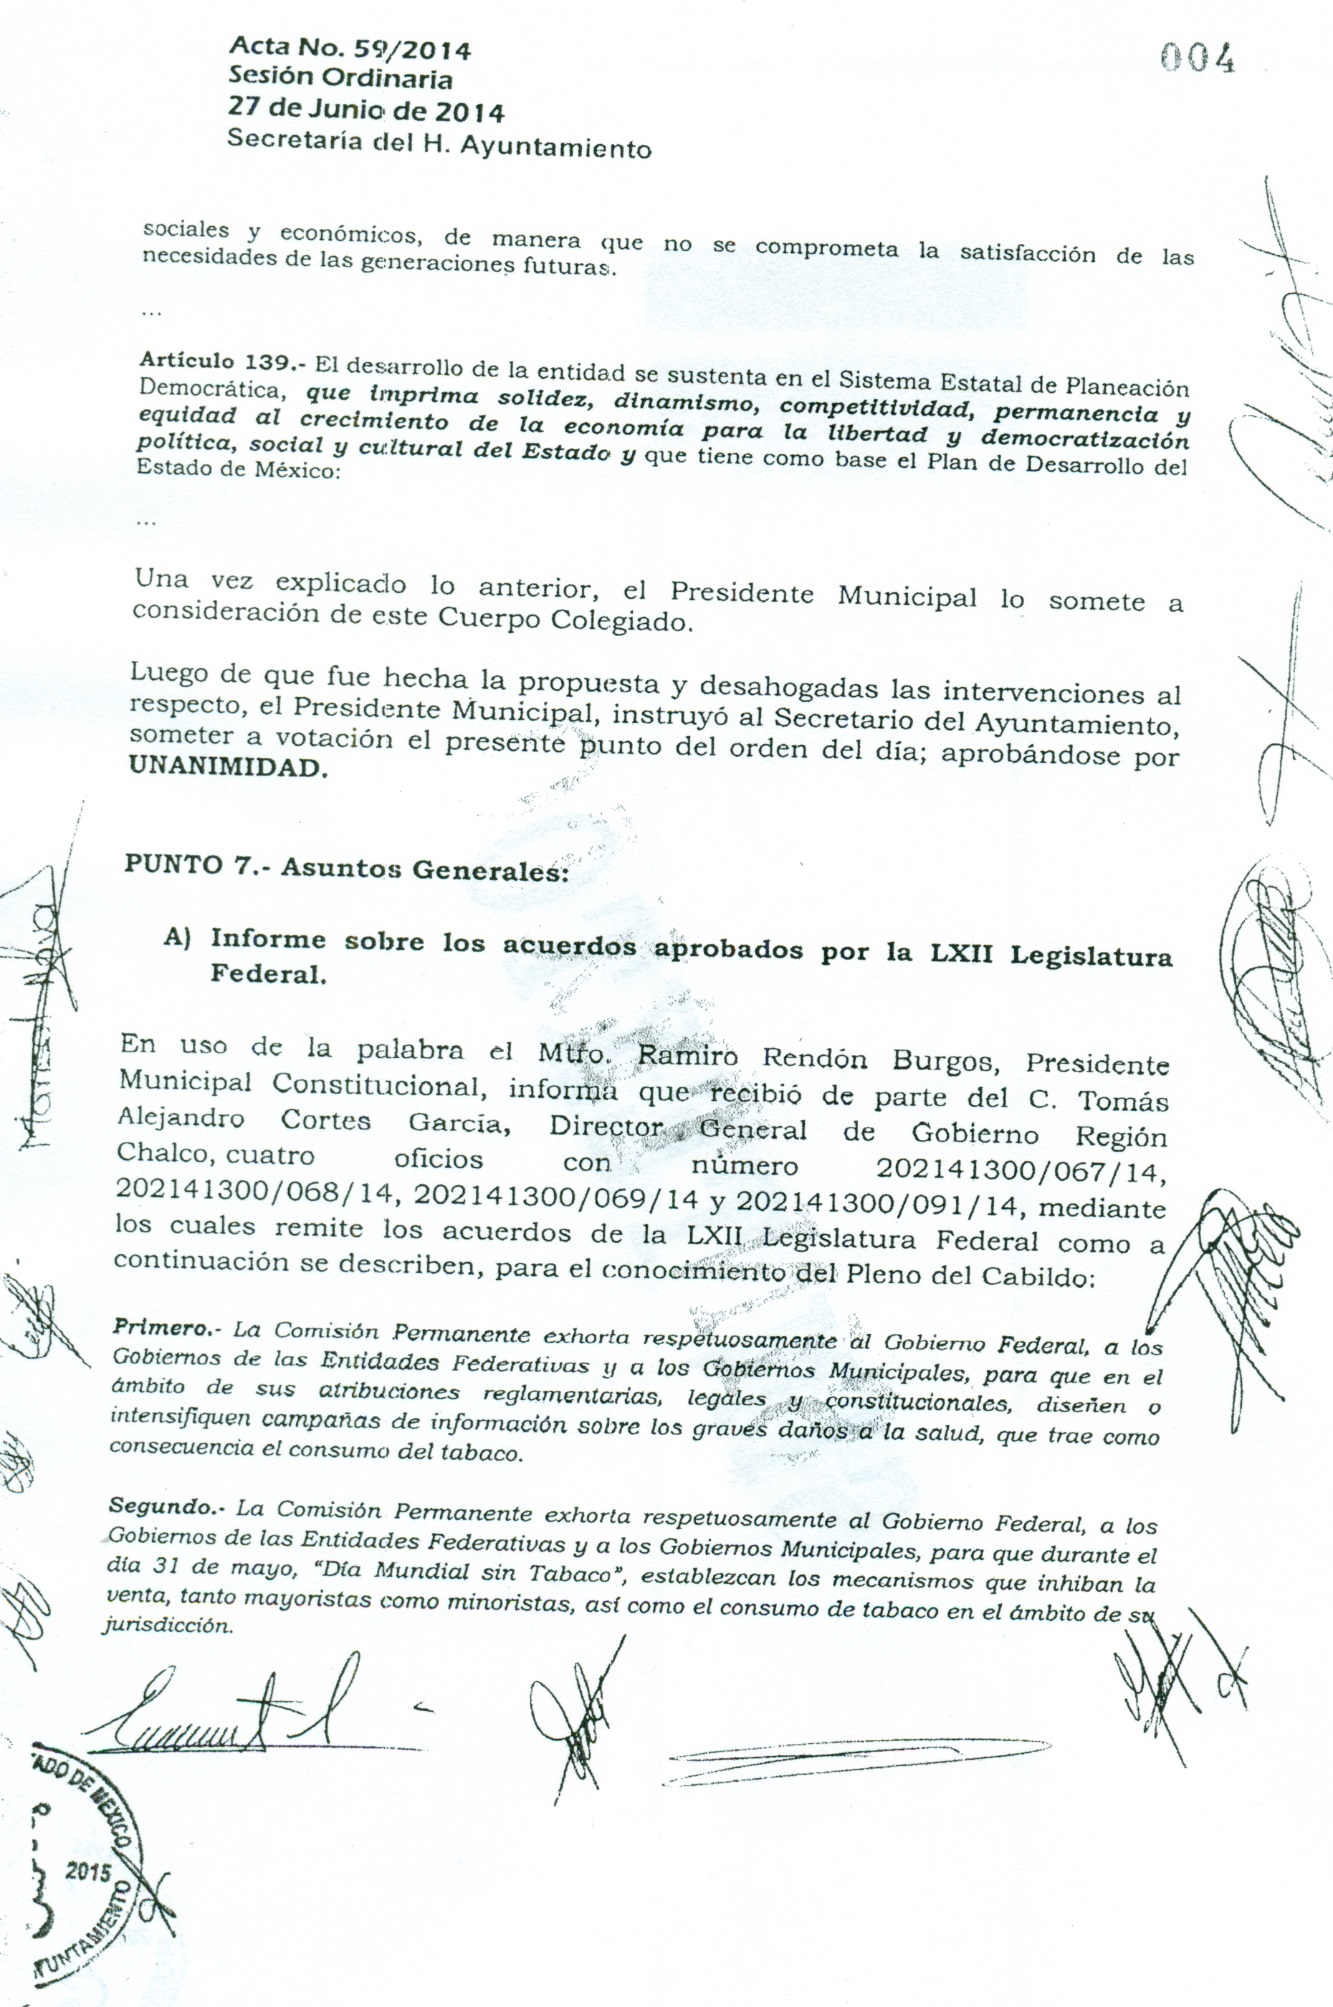 Acta No. 59/2014
Sesión Ordinaria
27 de Junio de 2014
Secretaría del H. Ayuntamiento
004
sociales y económicos, de manera que no se comprometa la satisfacción de las
necesidades de las generaciones futuras.
...
Artículo 139.- El desarrollo de la entidad se sustenta en el Sistema Estatal de Planeación
Democrática, que imprima solidez, dinamismo, competitividad, permanencia y
equidad al crecimiento de la economía para la libertad y democratización
política, social y cultural del Estado y que tiene como base el Plan de Desarrollo del
Estado de México:
...
Una vez explicado lo anterior, el Presidente Municipal lo somete a
consideración de este Cuerpo Colegiado.
Luego de que fue hecha la propuesta y desahogadas las intervenciones al
respecto, el Presidente Municipal, instruyó al Secretario del Ayuntamiento,
someter a votación el presente punto del orden del día; aprobándose por
UNANIMIDAD.
PUNTO 7.- Asuntos Generales:
A) Informe sobre los acuerdos aprobados por la LXII Legislatura
Federal.
En uso de la palabra el Mtro. Ramiro Rendón Burgos, Presidente
Municipal Constitucional, informa que recibió de parte del C. Tomás
Alejandro Cortes García, Director General de Gobierno Región
Chalco, cuatro oficios con número 202141300/067/14,
202141300/068/14, 202141300/069/14 y 202141300/091/14, mediante
los cuales remite los acuerdos de la LXII Legislatura Federal como a
continuación se describen, para el conocimiento del Pleno del Cabildo:
Primero.- La Comisión Permanente exhorta respetuosamente al Gobierno Federal, a los
Gobiernos de las Entidades Federativas y a los Gobiernos Municipales, para que en el
ámbito de sus atribuciones reglamentarias, legales y constitucionales, diseñen o
intensifiquen campañas de información sobre los graves daños a la salud, que trae como
consecuencia el consumo del tabaco.
Segundo.- La Comisión Permanente exhorta respetuosamente al Gobierno Federal, a los
Gobiernos de las Entidades Federativas y a los Gobiernos Municipales, para que durante el
día 31 de mayo, "Día Mundial sin Tabaco", establezcan los mecanismos que inhiban la
venta, tanto mayoristas como minoristas, así como el consumo de tabaco en el ámbito de su
jurisdicción.
TADO DE MEXICO
2015
YUNTAMIENTO